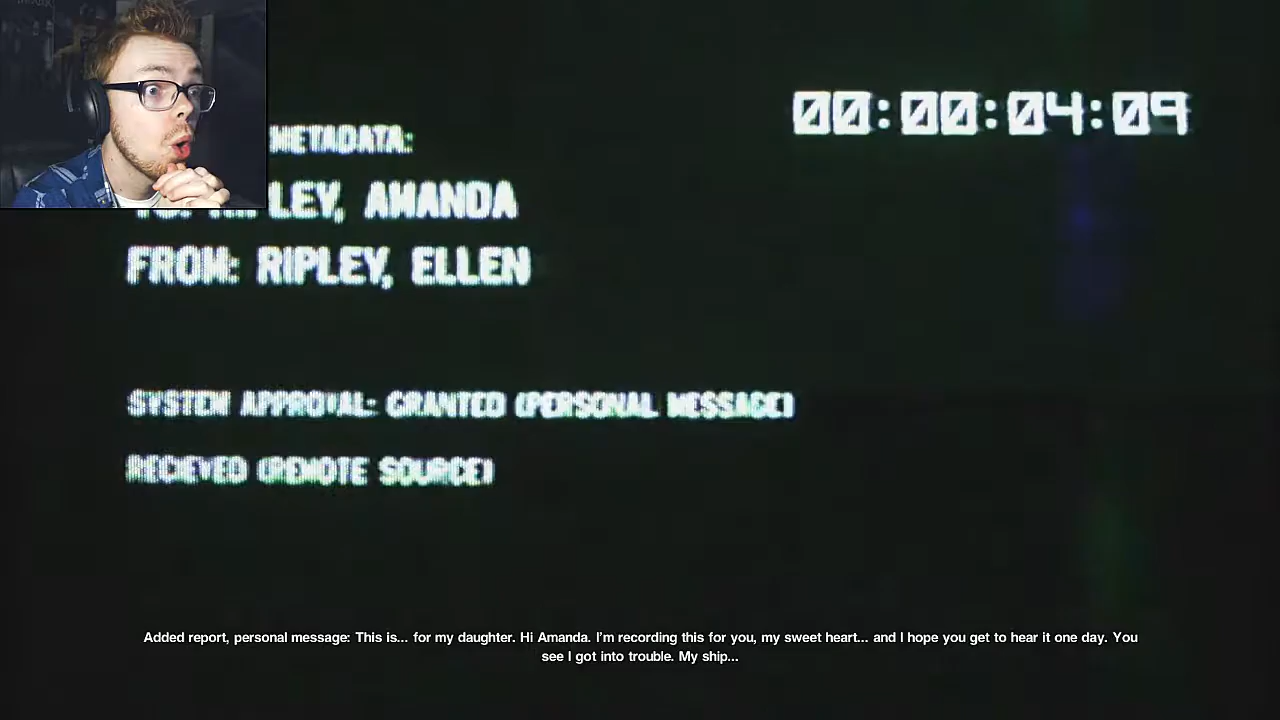 METADATA:
00:00:04:09
LEY, AMANDA
FROM: RIPLEY, ELLEN
SYSTEM APPROVAL: GRANTED (PERSONAL MESSAGE)
RECIEVED (REMOTE SOURCE)
Added report, personal message: This is... for my daughter. Hi Amanda. I'm recording this for you, my sweet heart... and I hope you get to hear it one day. You
see I got into trouble. My ship...